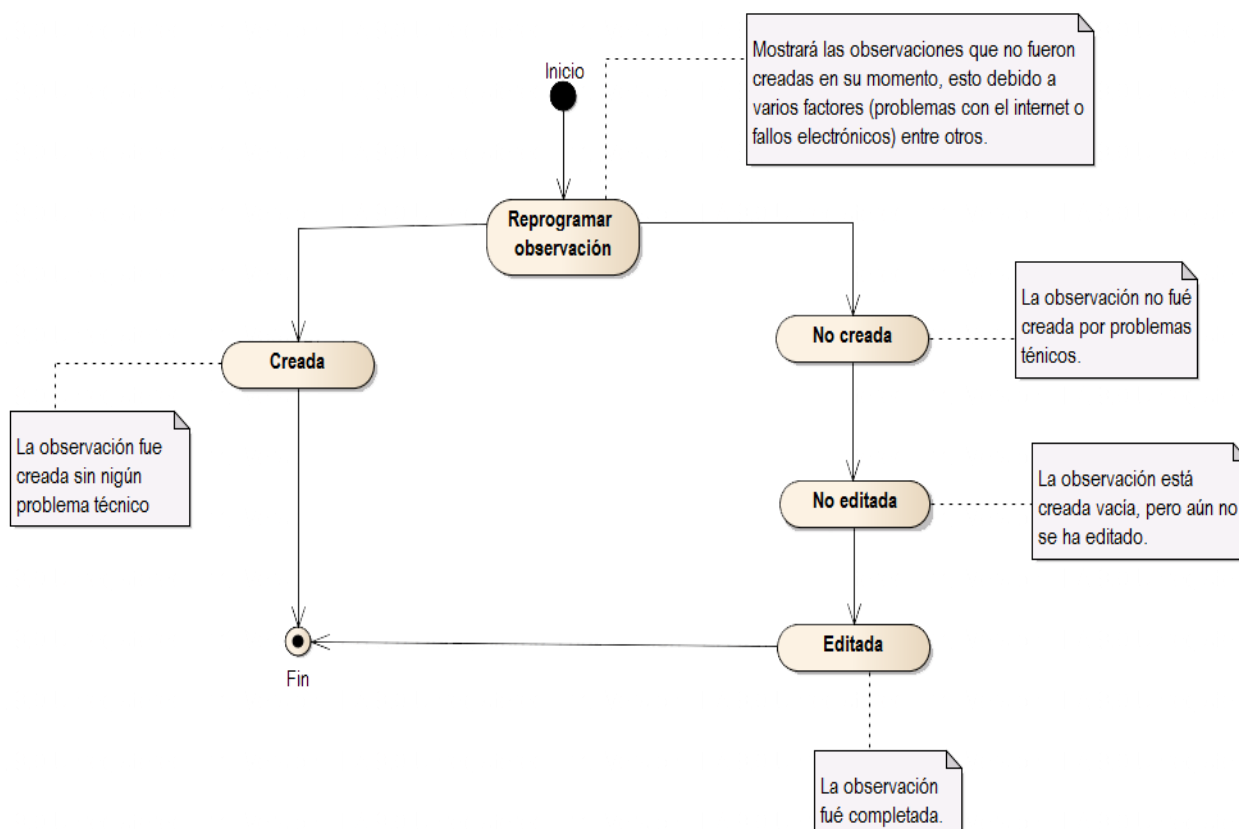 Mostrará las observaciones que no fueron
creadas en su momento, esto debido a
varios factores (problemas con el internet o
fallos electrónicos) entre otros.
Inicio
Reprogramar
observación
La observación no fué
creada por problemas
ténicos.
No creada
Creada
La observación fue
creada sin nigún
problema técnico
La observación está
creada vacía, pero aún no
se ha editado.
No editada
Editada
Fin
La observación
fué completada.